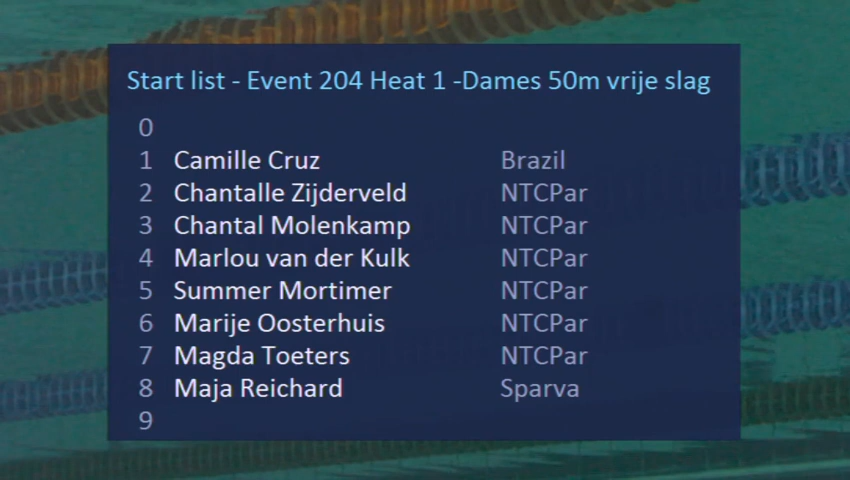 Start list - Event 204 Heat 1 -Dames 50m vrije slag
0
1 Camille Cruz Brazil
2 Chantalle Zijderveld NTCPar
3 Chantal Molenkamp NTCPar
4 Marlou van der Kulk NTCPar
5 Summer Mortimer NTCPar
6 Marije Oosterhuis NTCPar
7 Magda Toeters NTCPar
8 Maja Reichard Sparva
9